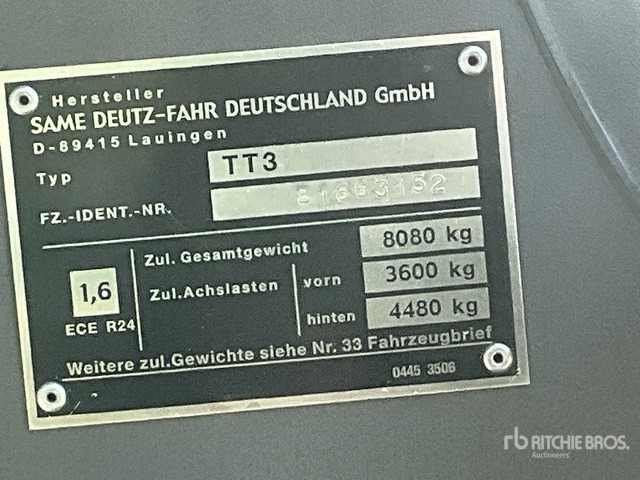 Hersteller
SAME DEUTZ-FAHR DEUTSCHLAND GmbH
D-89415 Lauingen
Typ TT3
FZ.-IDENT.-NR. 81653152
1,6
ECE R24
Zul. Gesamtgewicht 8080 kg
Zul.Achslasten vorn 3600 kg
hinten 4480 kg
Weitere zul.Gewichte siehe Nr. 33 Fahrzeugbrief
0445 3506
rb RITCHIE BROS.
Auctioneers